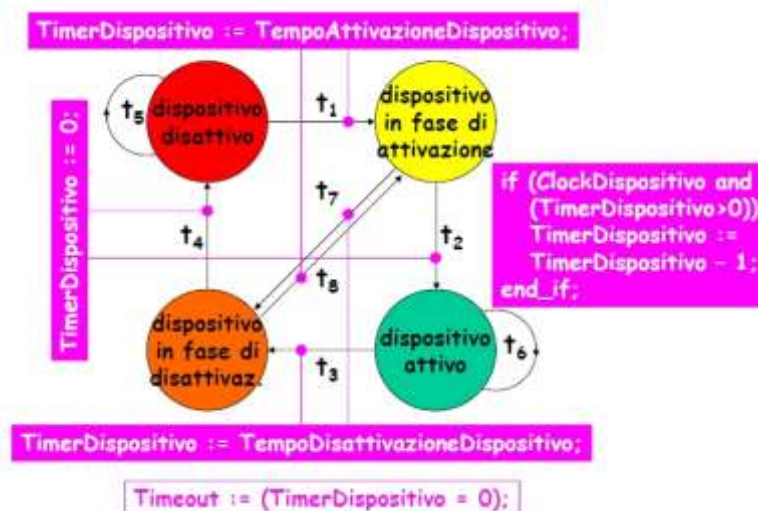 TimerDispositivo := TempoAttivazioneDispositivo;
t5
dispositivo
disattivo
t1
dispositivo
in fase di
attivazione
TimerDispositivo := 0;
t7
t4
t2
if (ClockDispositivo and
(TimerDispositivo>0))
TimerDispositivo :=
TimerDispositivo - 1;
end_if;
t8
dispositivo
in fase di
disattivaz.
t3
dispositivo
attivo
t6
TimerDispositivo := TempoDisattivazioneDispositivo;
Timeout := (TimerDispositivo = 0);